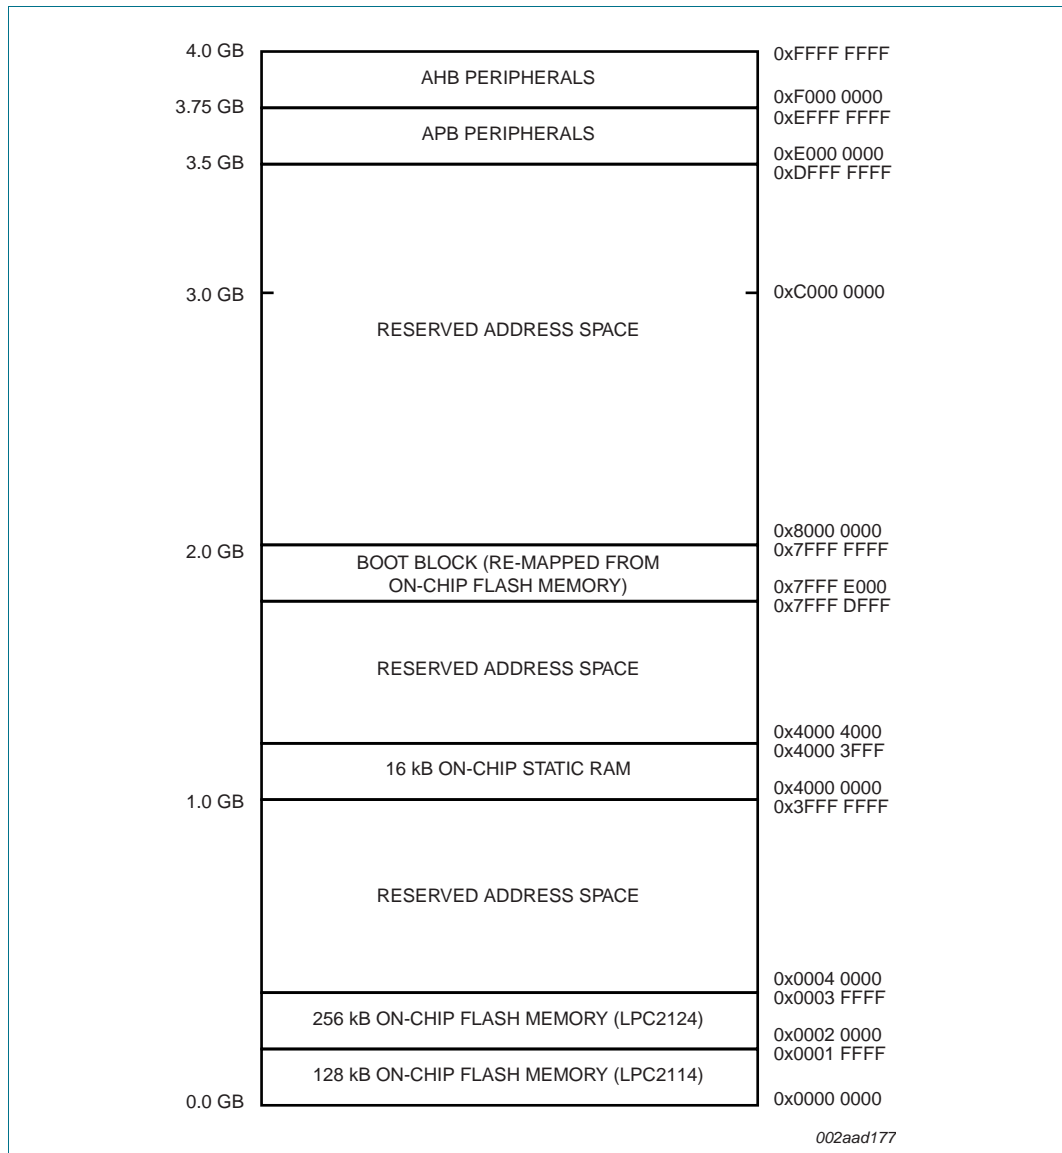 4.0 GB
AHB PERIPHERALS
0xFFFF FFFF
3.75 GB
0xF000 0000
0xEFFF FFFF
APB PERIPHERALS
3.5 GB
0xE000 0000
0xDFFF FFFF
3.0 GB
0xC000 0000
RESERVED ADDRESS SPACE
0x8000 0000
2.0 GB
0x7FFF FFFF
BOOT BLOCK (RE-MAPPED FROM
ON-CHIP FLASH MEMORY)
0x7FFF E000
0x7FFF DFFF
RESERVED ADDRESS SPACE
0x4000 4000
0x4000 3FFF
16 kB ON-CHIP STATIC RAM
0x4000 0000
1.0 GB
0x3FFF FFFF
RESERVED ADDRESS SPACE
0x0004 0000
0x0003 FFFF
256 kB ON-CHIP FLASH MEMORY (LPC2124)
0x0002 0000
0x0001 FFFF
128 kB ON-CHIP FLASH MEMORY (LPC2114)
0.0 GB
0x0000 0000
002aad177